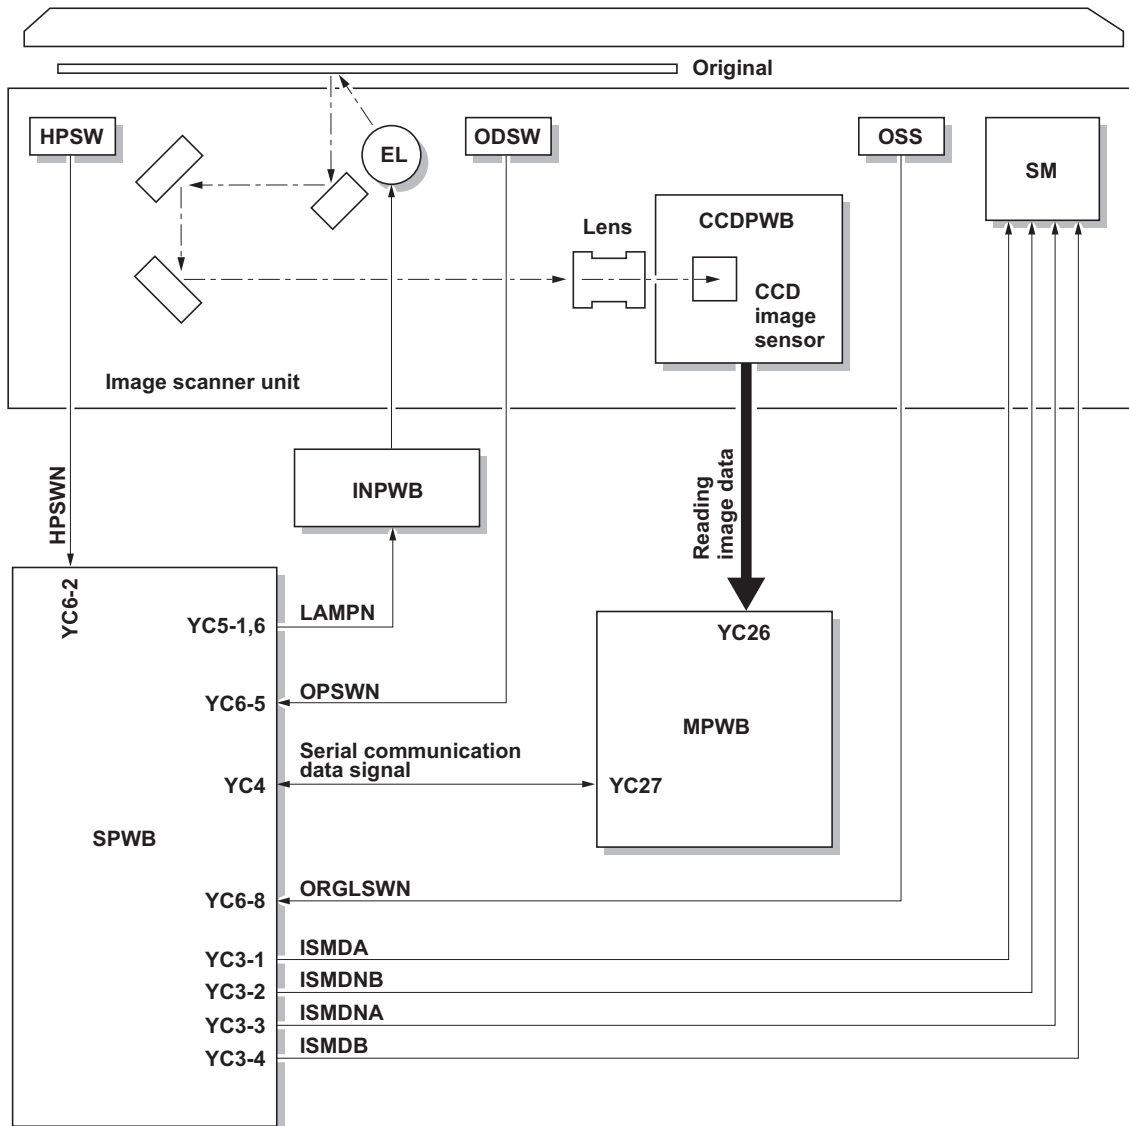 Original
HPSW
EL
ODSW
OSS
SM
Lens
CCDPWB
CCD
image
sensor
Image scanner unit
HPSWN
INPWB
Reading
image data
YC6-2
YC5-1,6
LAMPN
YC26
YC6-5
OPSWN
MPWB
Serial communication
data signal
YC4
YC27
SPWB
YC6-8
ORGLSWN
YC3-1
ISMDA
YC3-2
ISMDNB
YC3-3
ISMDNA
YC3-4
ISMDB